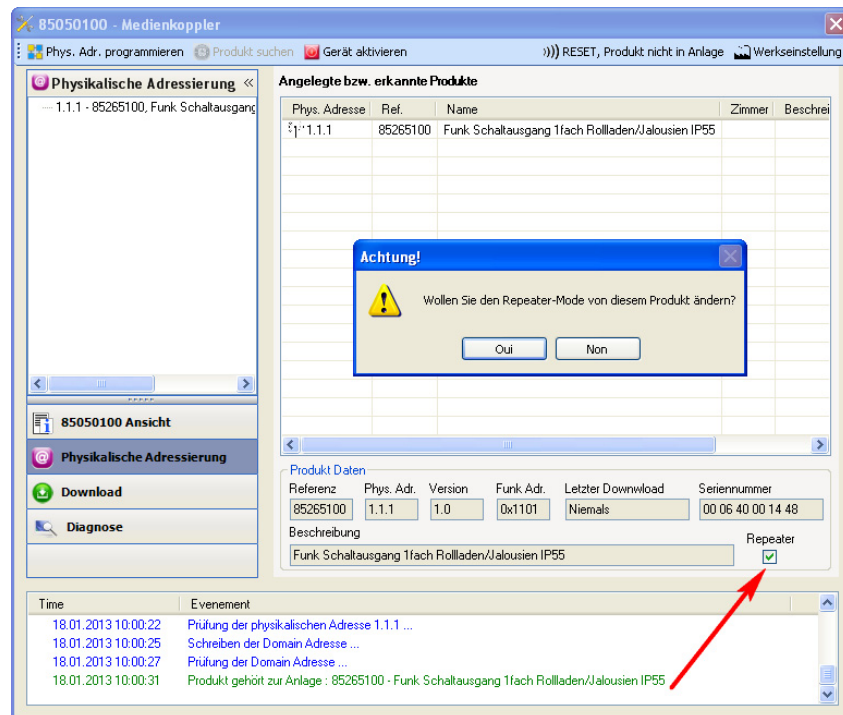 85050100 - Medienkoppler
Phys. Adr. programmieren Produkt suchen Gerät aktivieren ))) RESET, Produkt nicht in Anlage Werkseinstellung
Physikalische Adressierung
1.1.1 - 85265100, Funk Schaltausgang
Angelegte bzw. erkannte Produkte
Phys. Adresse Ref. Name Zimmer Beschrei
1.1.1 85265100 Funk Schaltausgang 1fach Rollladen/Jalousien IP55
Achtung!
Wollen Sie den Repeater-Mode von diesem Produkt ändern?
Oui Non
85050100 Ansicht
Physikalische Adressierung
Download
Diagnose
Produkt Daten
Referenz Phys. Adr. Version Funk Adr. Letzter Downwload Seriennummer
85265100 1.1.1 1.0 0x1101 Niemals 00 06 40 00 14 48
Beschreibung
Repeater
Funk Schaltausgang 1fach Rollladen/Jalousien IP55
Time Evenement
18.01.2013 10:00:22 Prüfung der physikalischen Adresse 1.1.1 ...
18.01.2013 10:00:25 Schreiben der Domain Adresse ...
18.01.2013 10:00:27 Prüfung der Domain Adresse ...
18.01.2013 10:00:31 Produkt gehört zur Anlage : 85265100 - Funk Schaltausgang 1fach Rollladen/Jalousien IP55